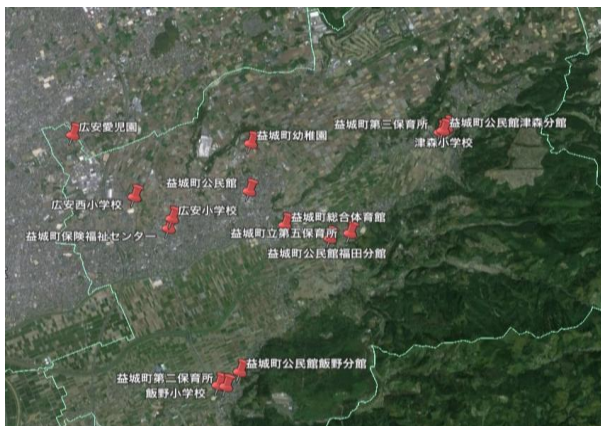 広安愛児園
益城町幼稚園
益城町第三保育所
益城町公民館津森分館
津森小学校
益城町公民館
広安西小学校
広安小学校
益城町保険福祉センター
益城町総合体育館
益城町立第五保育所
益城町公民館福田分館
益城町公民館飯野分館
益城町第二保育所
飯野小学校